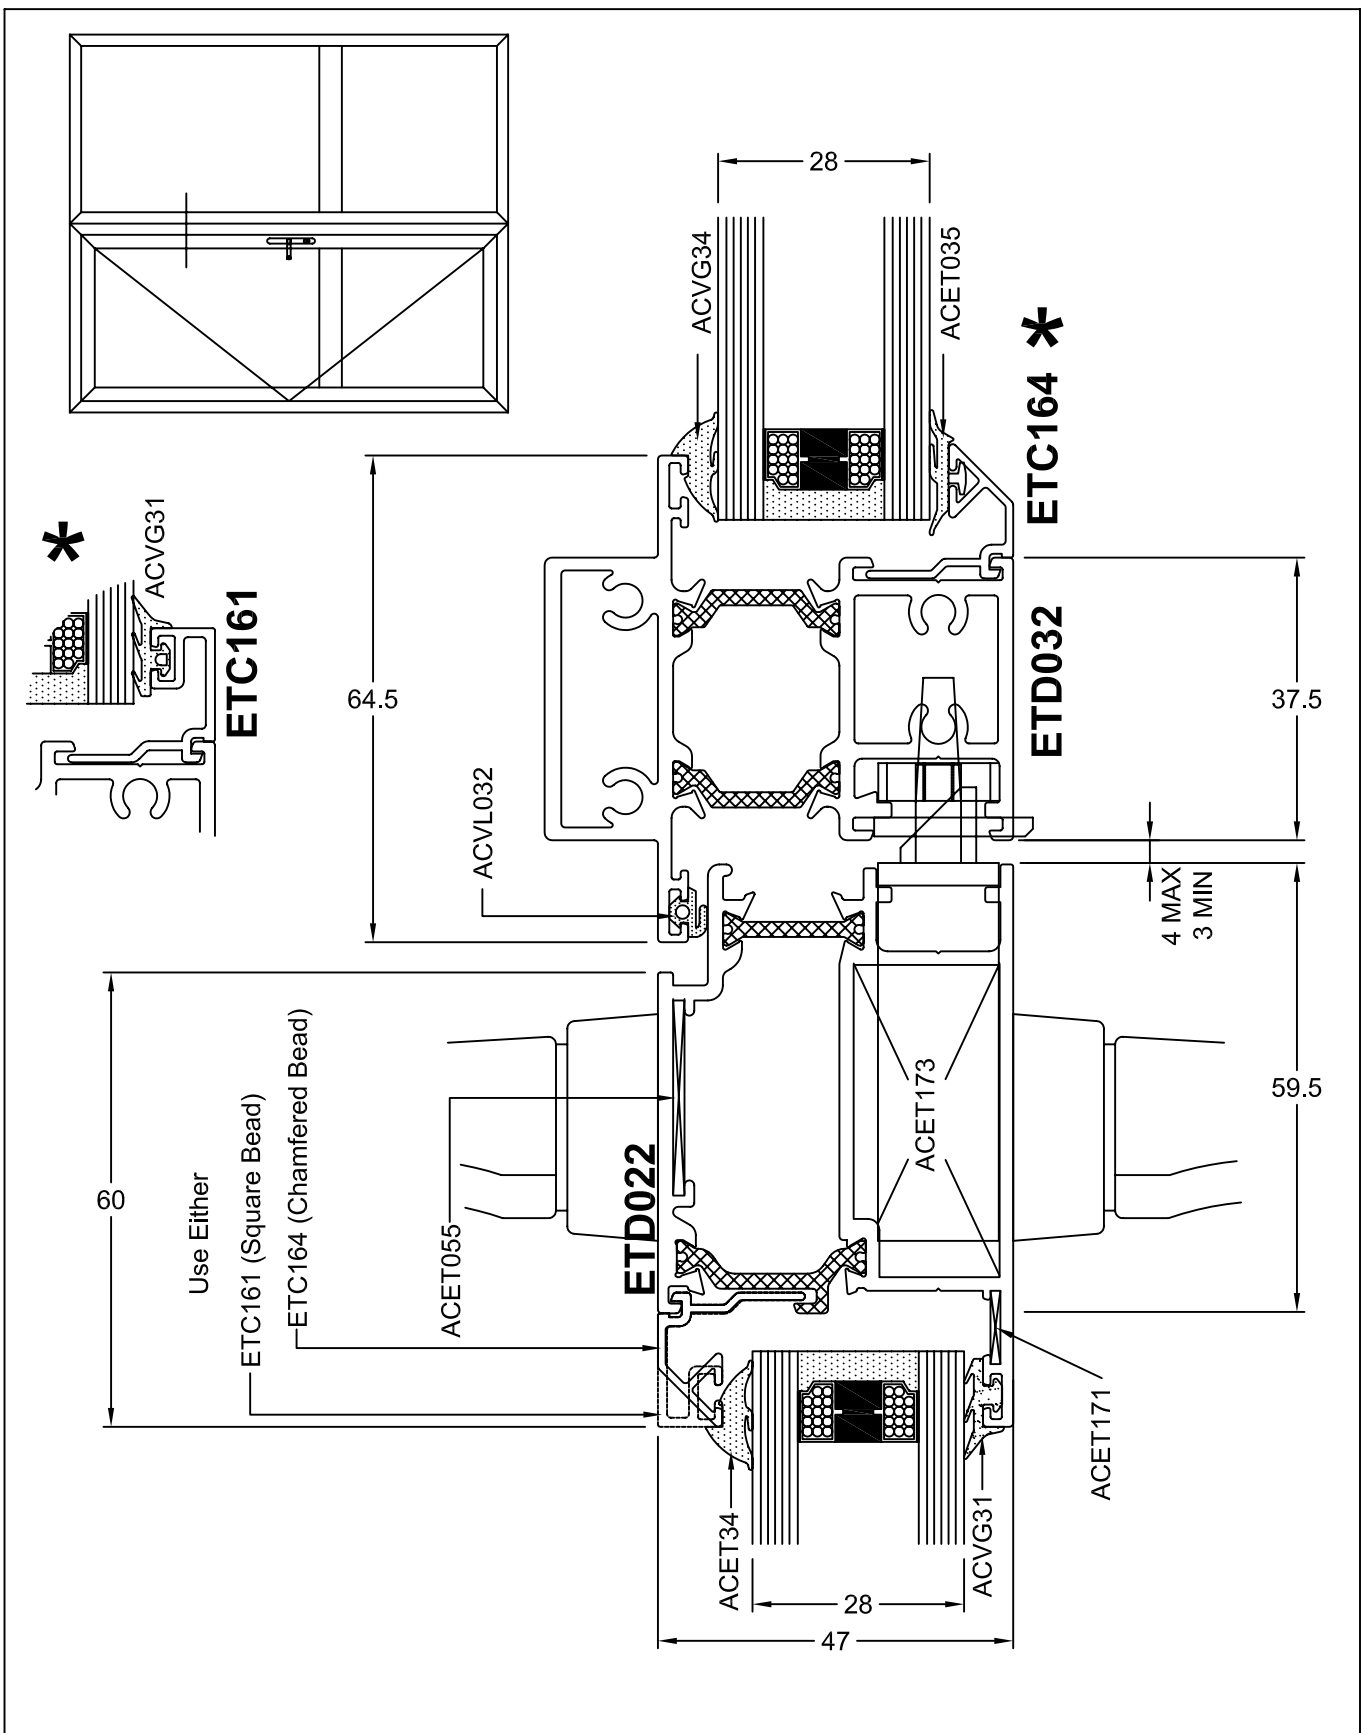 28
ACVG34
ACET035
*
ETC164
*
ACVG31
ETC161
64.5
ACVL032
ETD032
37.5
4 MAX
3 MIN
60
Use Either
ETC161 (Square Bead)
ETC164 (Chamfered Bead)
ACET055
ETD022
ACET173
59.5
ACET34
ACVG31
ACET171
28
47